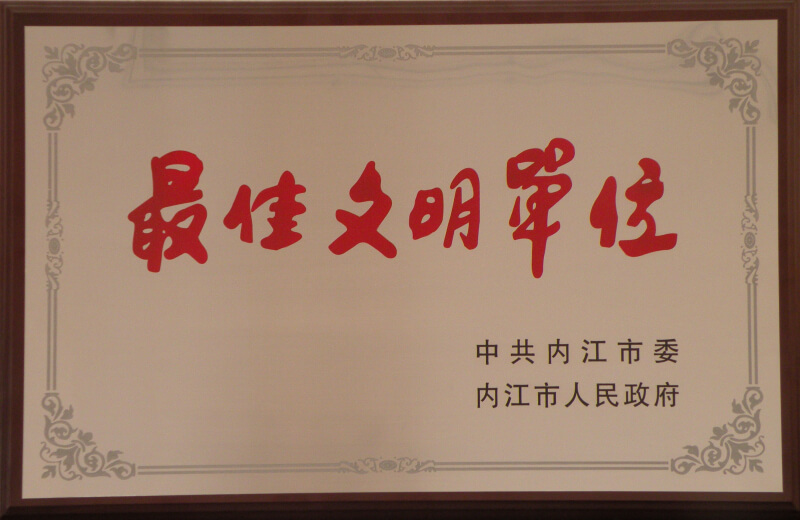 最佳文明單位
中共内江市委
内江市人民政府